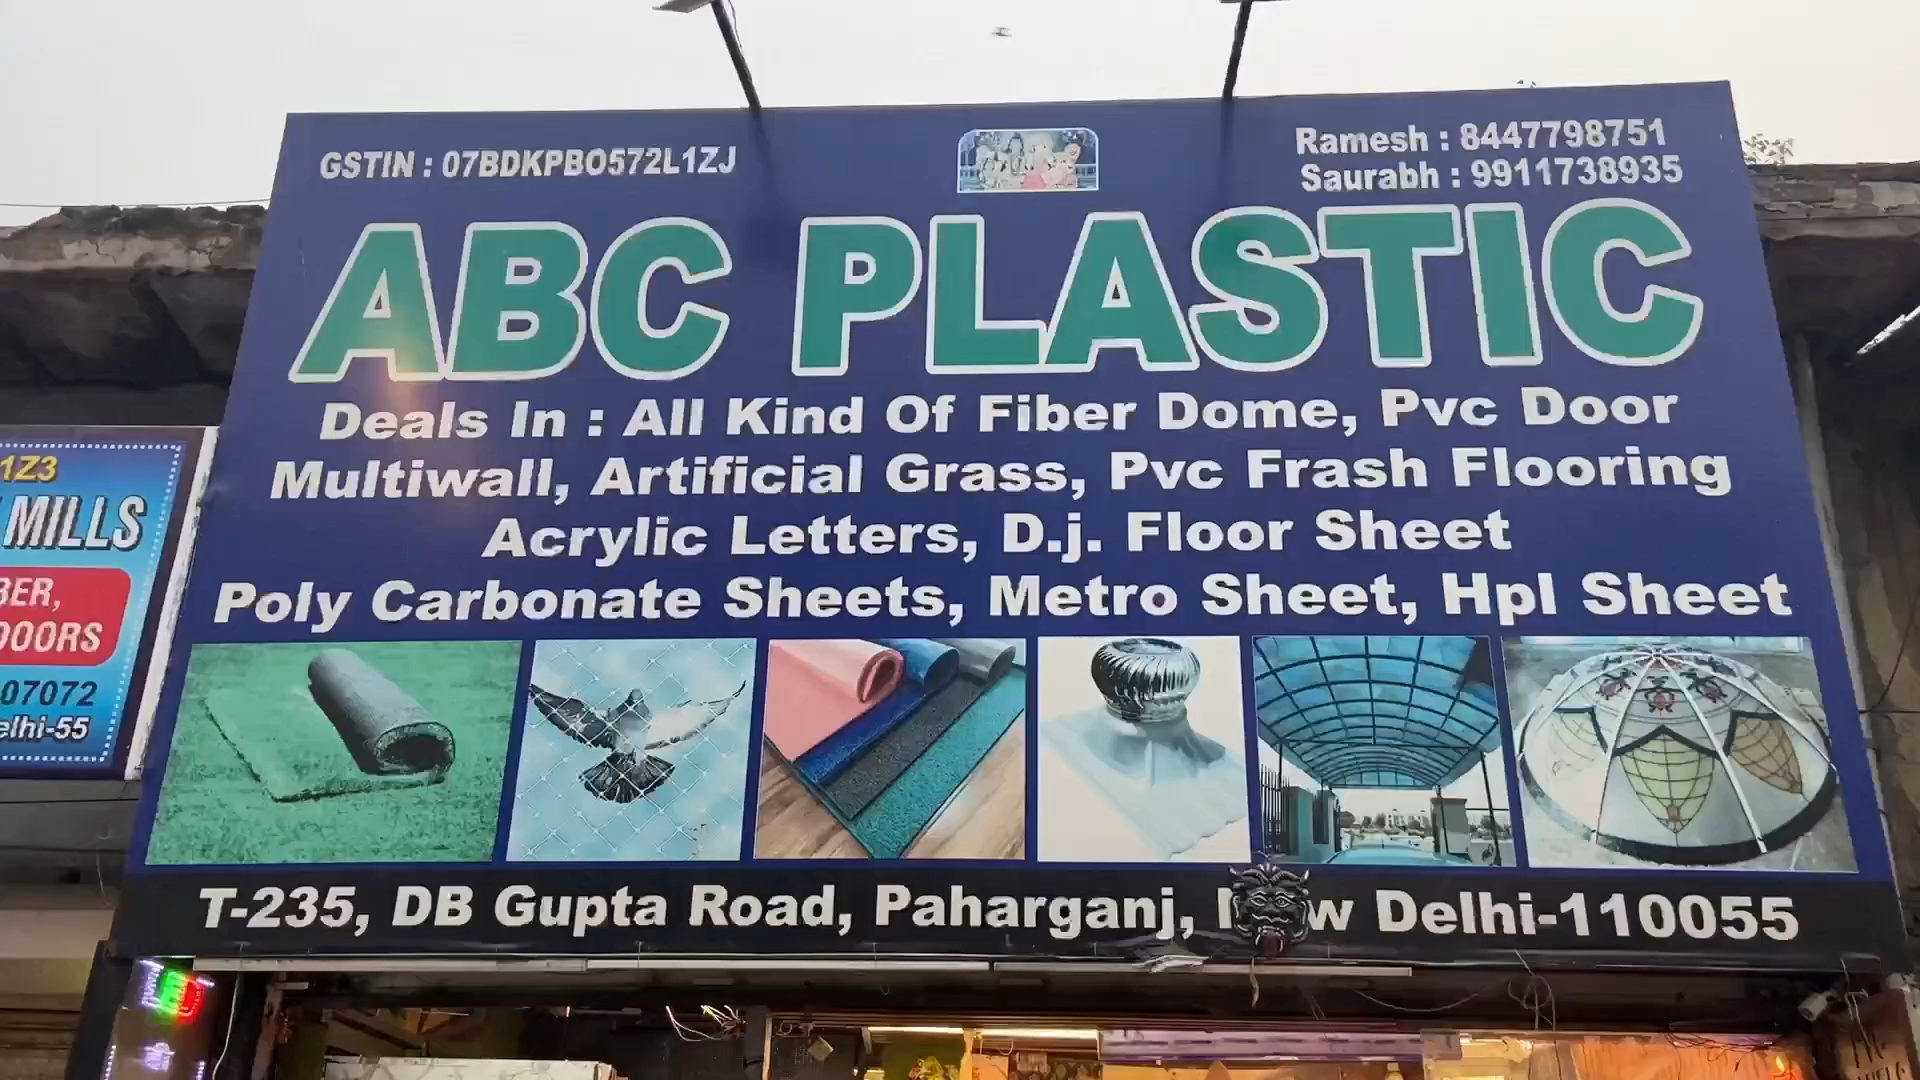 GSTIN : 07BDKPBO572L1ZJ
Ramesh : 8447798751
Saurabh : 9911738935
ABC PLASTIC
Deals In : All Kind Of Fiber Dome, Pvc Door
Multiwall, Artificial Grass, Pvc Frash Flooring
Acrylic Letters, D.j. Floor Sheet
Poly Carbonate Sheets, Metro Sheet, Hpl Sheet
T-235, DB Gupta Road, Paharganj, New Delhi-110055
1Z3
MILLS
BER,
DOORS
07072
elhi-55